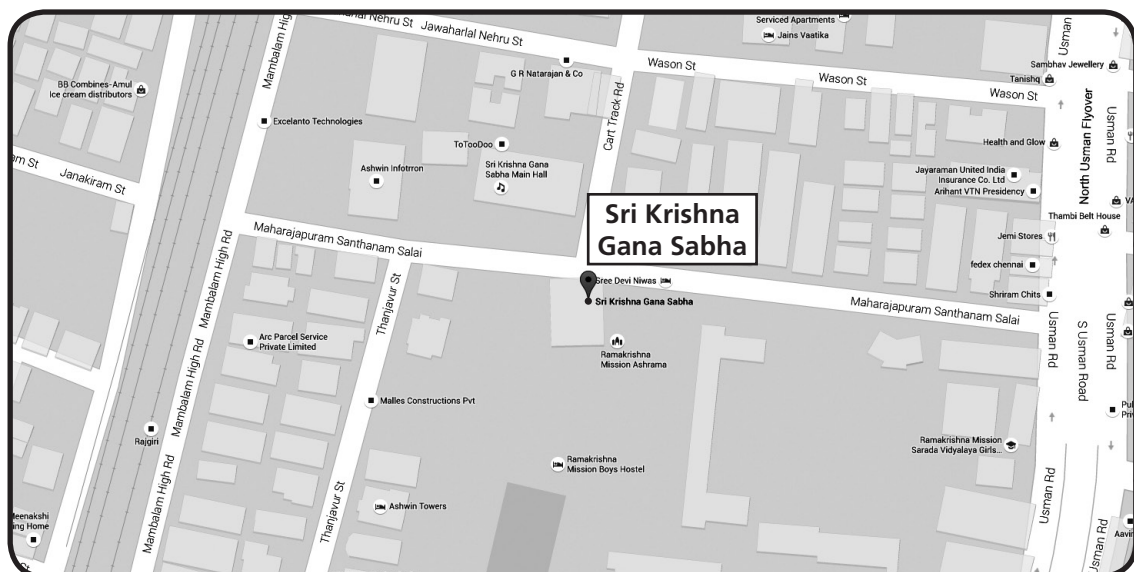 Jawaharlal Nehru St
Serviced Apartments
Jains Vaatika
Usman
Mambalam High
G R Natarajan & Co
Wason St
Wason St
Wason St
Sambhav Jewellery
Tanishq
BB Combines-Amul
Ice cream distributors
Excelanto Technologies
Cart Track Rd
North Usman Flyover
Usman Rd
Health and Glow
ToTooDoo
Ashwin Infotrron
Sri Krishna Gana
Sabha Main Hall
Jayaraman United India
Insurance Co. Ltd
Arihant VTN Presidency
Janakiram St
Sri Krishna
Gana Sabha
Thambi Belt House
Jemi Stores
Maharajapuram Santhanam Salai
fedex chennai
Sree Devi Niwas
Sri Krishna Gana Sabha
Shriram Chits
Maharajapuram Santhanam Salai
Mambalam High Rd
Thanjavur St
Arc Parcel Service
Private Limited
Ramakrishna
Mission Ashrama
Usman Rd
S Usman Road
Usman Rd
Mambalam High Rd
Malles Constructions Pvt
Rajgiri
Ramakrishna Mission
Sarada Vidyalaya Girls...
Ramakrishna
Mission Boys Hostel
Mambalam High Rd
Thanjavur St
Ashwin Towers
Usman Rd
Usman Rd